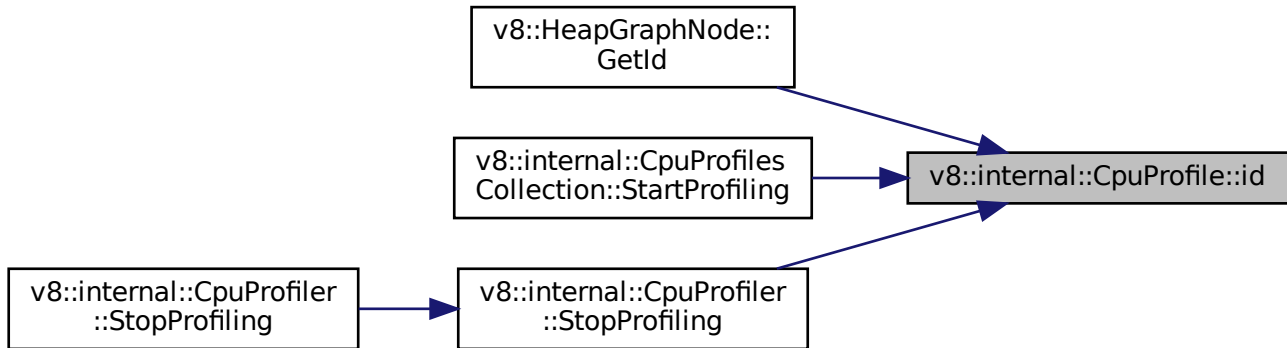 v8::HeapGraphNode::
GetId
v8::internal::CpuProfiles
Collection::StartProfiling
v8::internal::CpuProfile::id
v8::internal::CpuProfiler
::StopProfiling
v8::internal::CpuProfiler
::StopProfiling